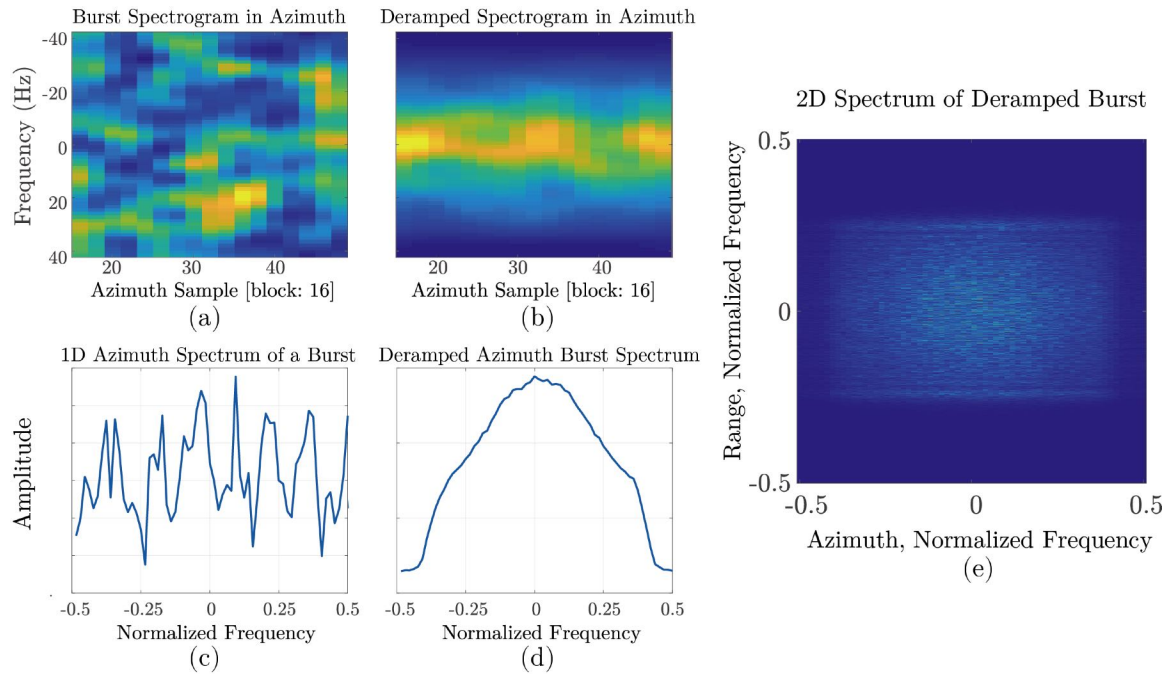 Burst Spectrogram in Azimuth
Frequency (Hz)
-40
-20
0
20
40
20 30 40
Azimuth Sample [block: 16]
(a)
Deramped Spectrogram in Azimuth
20 30 40
Azimuth Sample [block: 16]
(b)
1D Azimuth Spectrum of a Burst
Amplitude
-0.5 -0.25 0 0.25 0.5
Normalized Frequency
(c)
Deramped Azimuth Burst Spectrum
-0.5 -0.25 0 0.25 0.5
Normalized Frequency
(d)
2D Spectrum of Deramped Burst
Range, Normalized Frequency
0.5
0
-0.5
-0.5 0 0.5
Azimuth, Normalized Frequency
(e)